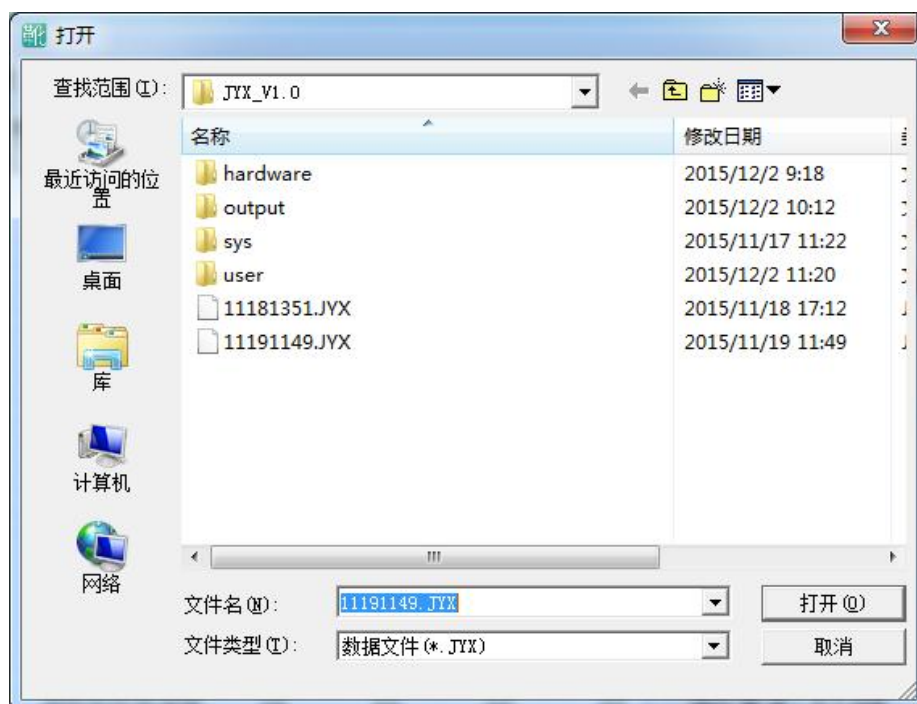 打开
查找范围(I): JYX_V1.0
名称 修改日期
最近访问的位置
桌面
库
计算机
网络
hardware 2015/12/2 9:18
output 2015/12/2 10:12
sys 2015/11/17 11:22
user 2015/12/2 11:20
11181351.JYX 2015/11/18 17:12
11191149.JYX 2015/11/19 11:49
文件名(N): 11191149.JYX 打开(O)
文件类型(T): 数据文件(*.JYX) 取消